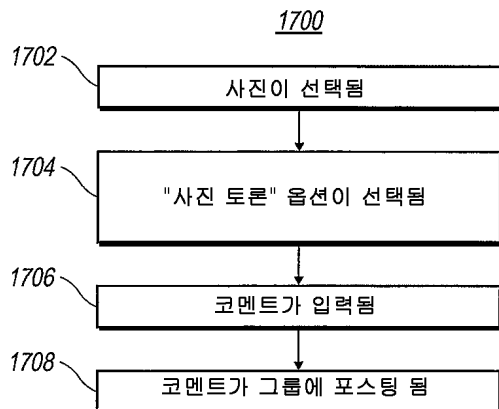 1700
1702
사진이 선택됨
1704
"사진 토론" 옵션이 선택됨
1706
코멘트가 입력됨
1708
코멘트가 그룹에 포스팅 됨